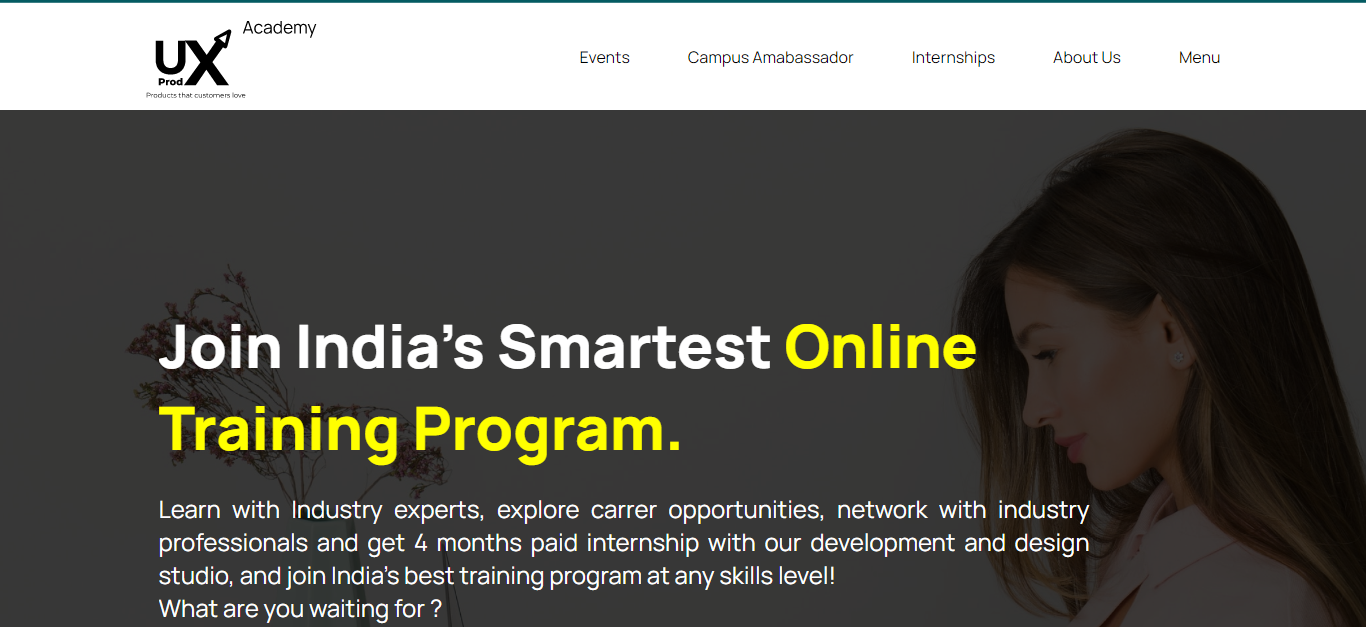 Academy
UX
Prod
Products that customers love
Events
Campus Amabassador
Internships
About Us
Menu
Join India's Smartest Online
Training Program.
Learn with Industry experts, explore carrer opportunities, network with industry
professionals and get 4 months paid internship with our development and design
studio, and join India's best training program at any skills level!
What are you waiting for ?